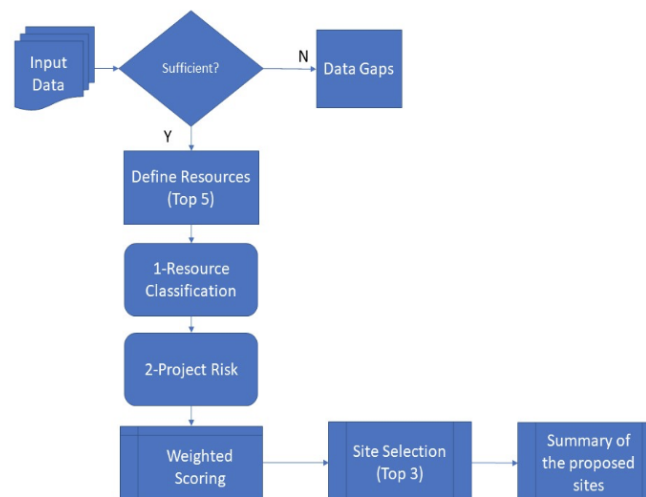 Input
Data
Sufficient?
N
Data Gaps
Y
Define Resources
(Top 5)
1-Resource
Classification
2-Project Risk
Weighted
Scoring
Site Selection
(Top 3)
Summary of
the proposed
sites